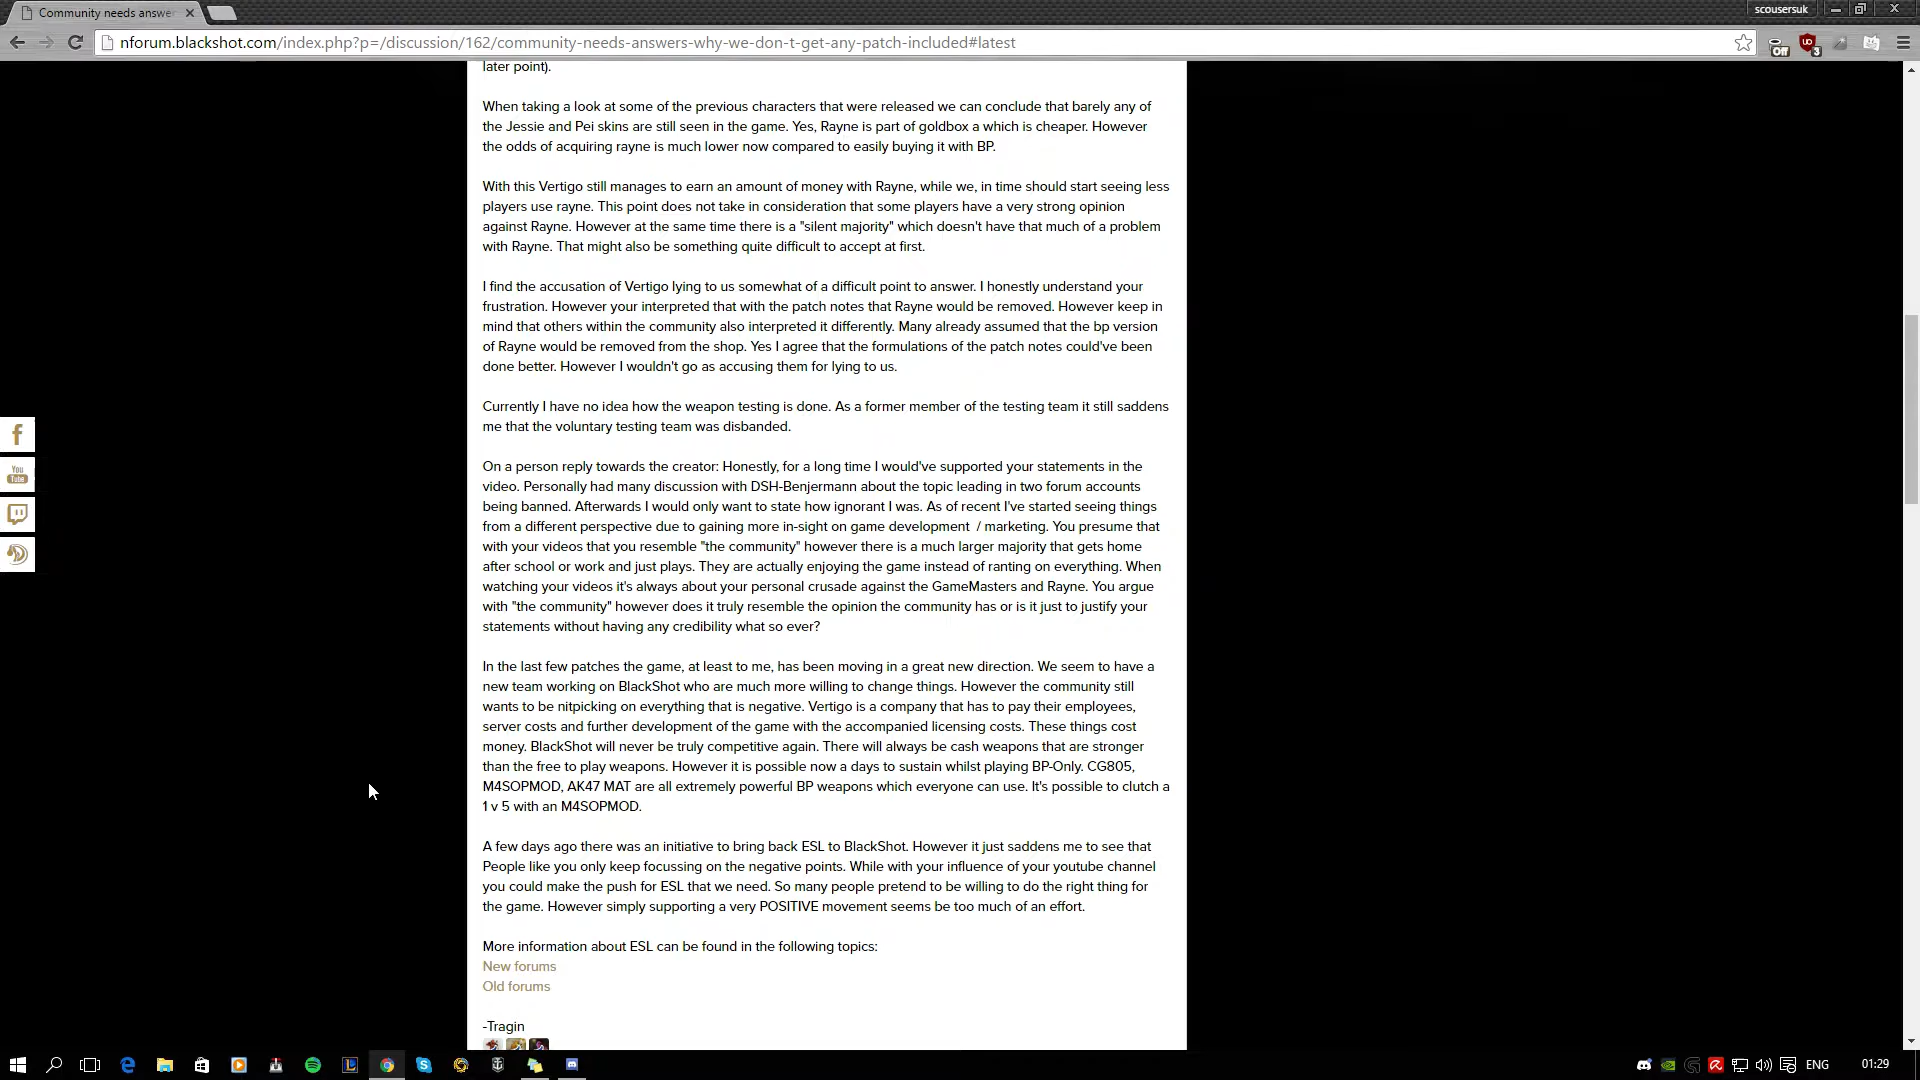 Community needs answe
scousersuk
nforum.blackshot.com/index.php?p=/discussion/162/community-needs-answers-why-we-don-t-get-any-patch-included#latest
Off
3
later point).
When taking a look at some of the previous characters that were released we can conclude that barely any of
the Jessie and Pei skins are still seen in the game. Yes, Rayne is part of goldbox a which is cheaper. However
the odds of acquiring rayne is much lower now compared to easily buying it with BP.
With this Vertigo still manages to earn an amount of money with Rayne, while we, in time should start seeing less
players use rayne. This point does not take in consideration that some players have a very strong opinion
against Rayne. However at the same time there is a "silent majority" which doesn't have that much of a problem
with Rayne. That might also be something quite difficult to accept at first.
I find the accusation of Vertigo lying to us somewhat of a difficult point to answer. I honestly understand your
frustration. However your interpreted that with the patch notes that Rayne would be removed. However keep in
mind that others within the community also interpreted it differently. Many already assumed that the bp version
of Rayne would be removed from the shop. Yes I agree that the formulations of the patch notes could've been
done better. However I wouldn't go as accusing them for lying to us.
Currently I have no idea how the weapon testing is done. As a former member of the testing team it still saddens
me that the voluntary testing team was disbanded.
On a person reply towards the creator: Honestly, for a long time I would've supported your statements in the
video. Personally had many discussion with DSH-Benjermann about the topic leading in two forum accounts
being banned. Afterwards I would only want to state how ignorant I was. As of recent I've started seeing things
from a different perspective due to gaining more in-sight on game development / marketing. You presume that
with your videos that you resemble "the community" however there is a much larger majority that gets home
after school or work and just plays. They are actually enjoying the game instead of ranting on everything. When
watching your videos it's always about your personal crusade against the GameMasters and Rayne. You argue
with "the community" however does it truly resemble the opinion the community has or is it just to justify your
statements without having any credibility what so ever?
In the last few patches the game, at least to me, has been moving in a great new direction. We seem to have a
new team working on BlackShot who are much more willing to change things. However the community still
wants to be nitpicking on everything that is negative. Vertigo is a company that has to pay their employees,
server costs and further development of the game with the accompanied licensing costs. These things cost
money. BlackShot will never be truly competitive again. There will always be cash weapons that are stronger
than the free to play weapons. However it is possible now a days to sustain whilst playing BP-Only. CG805,
M4SOPMOD, AK47 MAT are all extremely powerful BP weapons which everyone can use. It's possible to clutch a
1 v 5 with an M4SOPMOD.
A few days ago there was an initiative to bring back ESL to BlackShot. However it just saddens me to see that
People like you only keep focussing on the negative points. While with your influence of your youtube channel
you could make the push for ESL that we need. So many people pretend to be willing to do the right thing for
the game. However simply supporting a very POSITIVE movement seems be too much of an effort.
More information about ESL can be found in the following topics:
New forums
Old forums
-Tragin
You
Tube
ENG
01:29